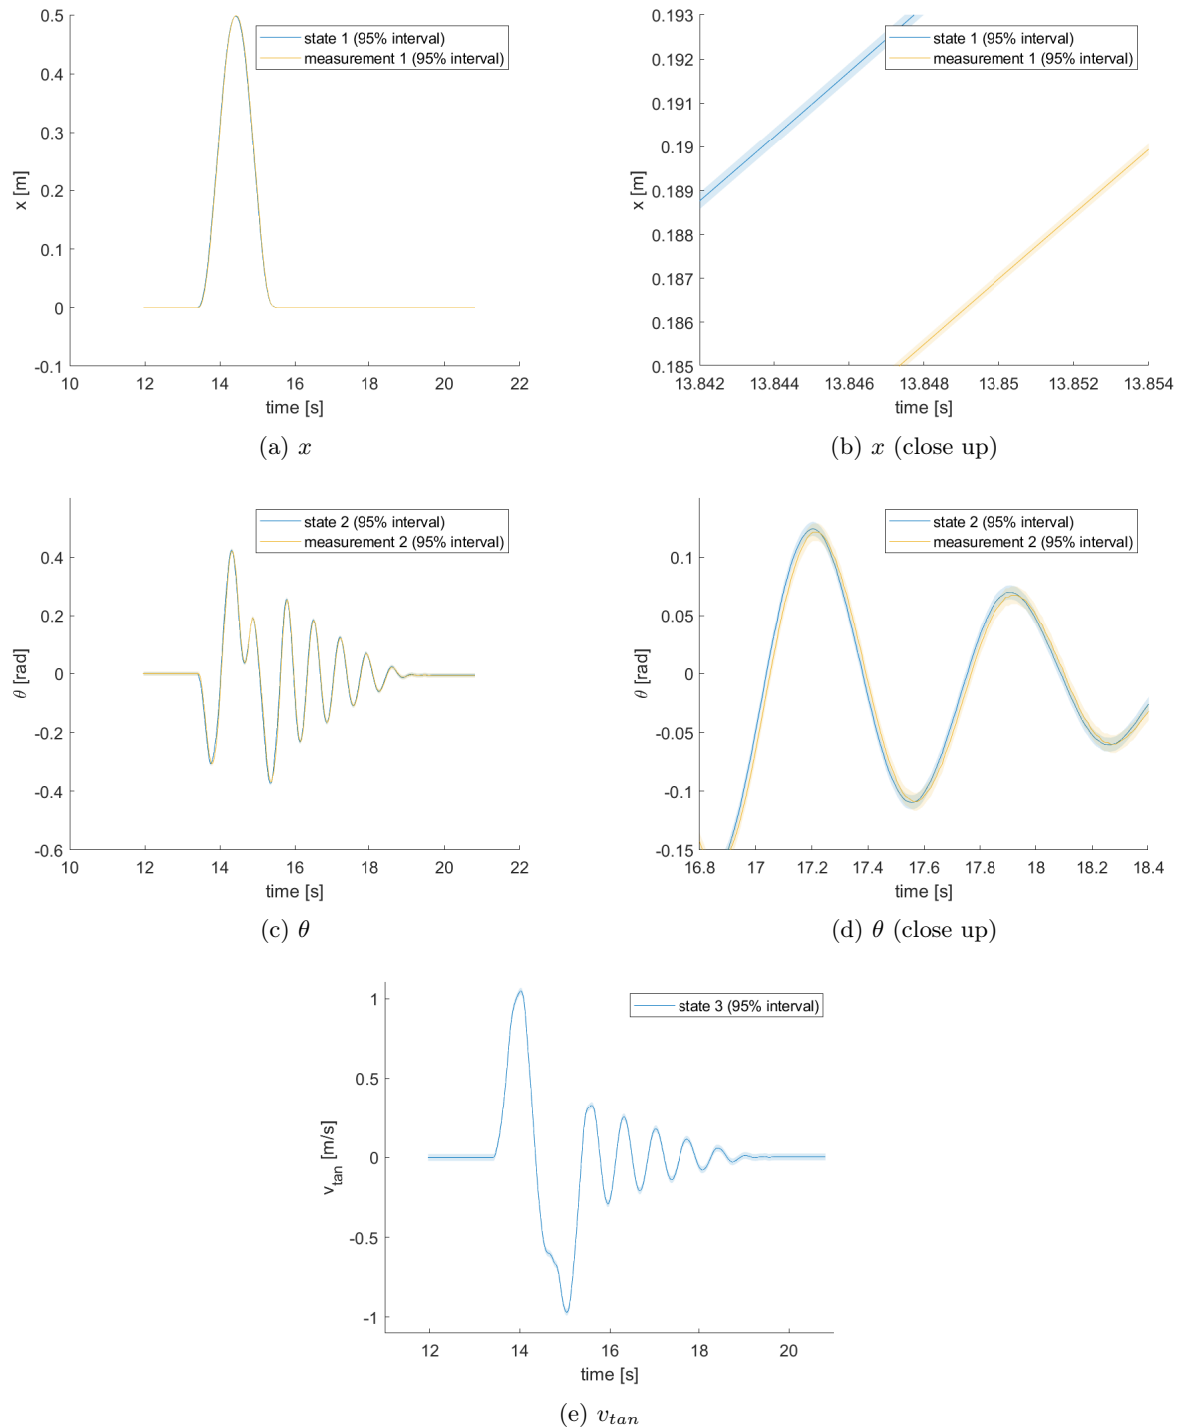 0.5
0.4
0.3
0.2
0.1
0
-0.1
x [m]
10 12 14 16 18 20 22
time [s]
state 1 (95% interval)
measurement 1 (95% interval)
(a) x
0.193
0.192
0.191
0.19
0.189
0.188
0.187
0.186
0.185
x [m]
13.842 13.844 13.846 13.848 13.85 13.852 13.854
time [s]
state 1 (95% interval)
measurement 1 (95% interval)
(b) x (close up)
0.4
0.2
0
-0.2
-0.4
-0.6
θ [rad]
10 12 14 16 18 20 22
time [s]
state 2 (95% interval)
measurement 2 (95% interval)
(c) θ
0.1
0.05
0
-0.05
-0.1
-0.15
θ [rad]
16.8 17 17.2 17.4 17.6 17.8 18 18.2 18.4
time [s]
state 2 (95% interval)
measurement 2 (95% interval)
(d) θ (close up)
1
0.5
0
-0.5
-1
v_tan [m/s]
12 14 16 18 20
time [s]
state 3 (95% interval)
(e) v_tan